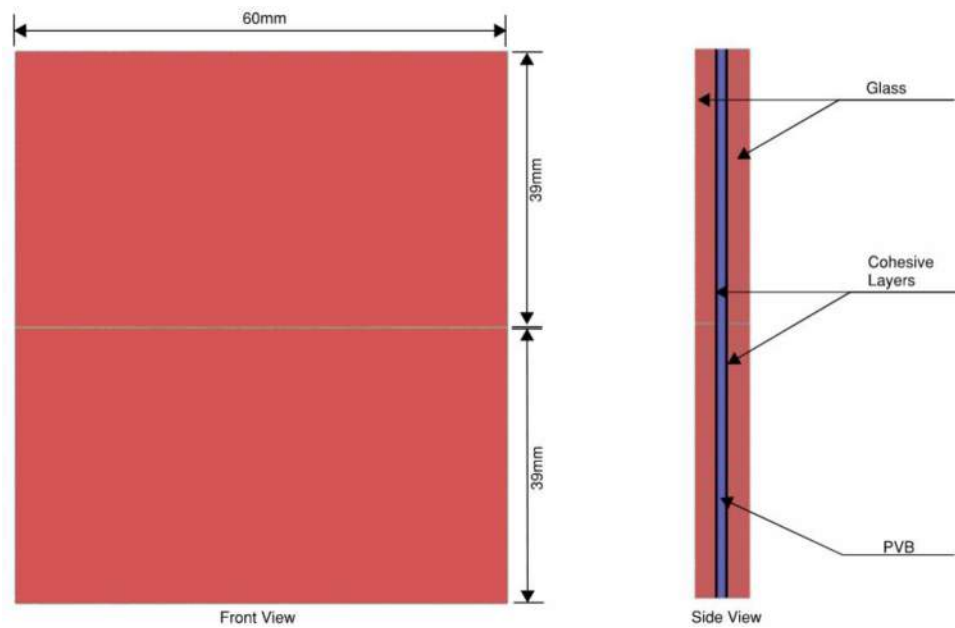 60mm
39mm
39mm
Front View
Glass
Cohesive
Layers
PVB
Side View